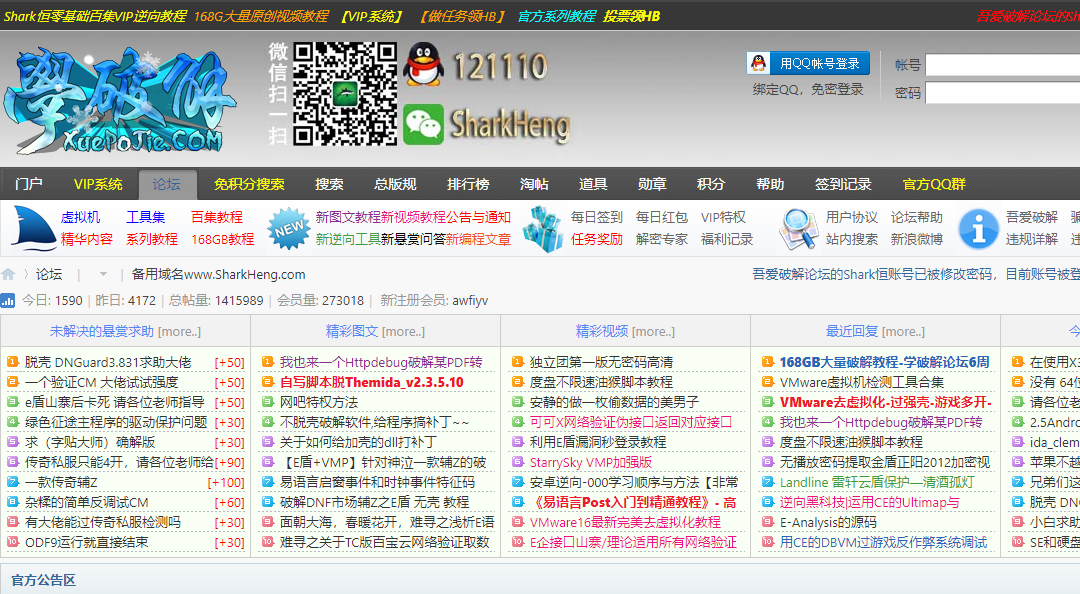 Shark恒零基础百集VIP逆向教程 168G大量原创视频教程 【VIP系统】 【做任务领HB】 官方系列教程 投票领HB 吾爱破解论坛的Sh
學破解
XuePoJie.COM
微信扫一扫
121110
SharkHeng
用QQ帐号登录
绑定QQ，免密登录
帐号
密码
门户 VIP系统 论坛 免积分搜索 搜索 总版规 排行榜 淘帖 道具 勋章 积分 帮助 签到记录 官方QQ群
虚拟机 工具集 百集教程 NEW 新图文教程新视频教程公告与通知 每日签到 每日红包 VIP特权 用户协议 论坛帮助 吾爱破解
精华内容 系列教程 168GB教程 新逆向工具新悬赏问答新编程文章 任务奖励 解密专家 福利记录 站内搜索 新浪微博 违规详解
论坛 | | 备用域名www.SharkHeng.com 吾爱破解论坛的Shark恒账号已被修改密码，目前账号被登
今日: 1590 | 昨日: 4172 | 总帖量: 1415989 | 会员量: 273018 | 新注册会员: awfiyv
未解决的悬赏求助 [more..] 精彩图文 [more..] 精彩视频 [more..] 最近回复 [more..]
1 脱壳 DNGuard3.831求助大佬 [+50]
2 一个验证CM 大佬试试强度 [+50]
3 e盾山寨后卡死 请各位老师指导 [+50]
4 绿色征途主程序的驱动保护问题 [+30]
5 求（字贴大师）确解版 [+30]
6 传奇私服只能4开，请各位老师给 [+90]
7 一款传奇辅Z [+100]
8 杂糅的简单反调试CM [+60]
9 有大佬能过传奇私服检测吗 [+30]
10 ODF9运行就直接结束 [+30]
1 我也来一个Httpdebug破解某PDF转
2 自写脚本脱Themida_v2.3.5.10
3 网吧特权方法
4 不脱壳破解软件,给程序搞补丁~~
5 关于如何给加壳的dll打补丁
6 【E盾+VMP】针对神泣一款辅Z的破
7 易语言启窗事件和时钟事件特征码
8 破解DNF市场辅Z之E盾 无壳 教程
9 面朝大海，春暖花开，难寻之浅析E语
10 难寻之关于TC版百宝云网络验证取数
1 独立团第一版无密码高清
2 度盘不限速油猴脚本教程
3 安静的做一枚偷数据的美男子
4 可可X网络验证伪接口返回对应接口
5 利用E盾漏洞秒登录教程
6 StarrySky VMP加强版
7 安卓逆向-000学习顺序与方法【非常
8 《易语言Post入门到精通教程》- 高
9 VMware16最新完美去虚拟化教程
10 E企接口山寨/理论适用所有网络验证
1 168GB大量破解教程-学破解论坛6周
2 VMware虚拟机检测工具合集
3 VMware去虚拟化-过强壳-游戏多开-
4 我也来一个Httpdebug破解某PDF转
5 度盘不限速油猴脚本教程
6 无播放密码提取金盾正阳2012加密视
7 Landline 雷轩云盾保护—清酒孤灯
8 逆向黑科技|运用CE的Ultimap与
9 E-Analysis的源码
10 用CE的DBVM过游戏反作弊系统调试
1 在使用X3
2 没有 64位
3 请各位老
4 2.5Androi
5 ida_clem
6 苹果不越
7 兄弟们这
8 脱壳 DNG
9 小白求助
10 SE和硬盘
官方公告区